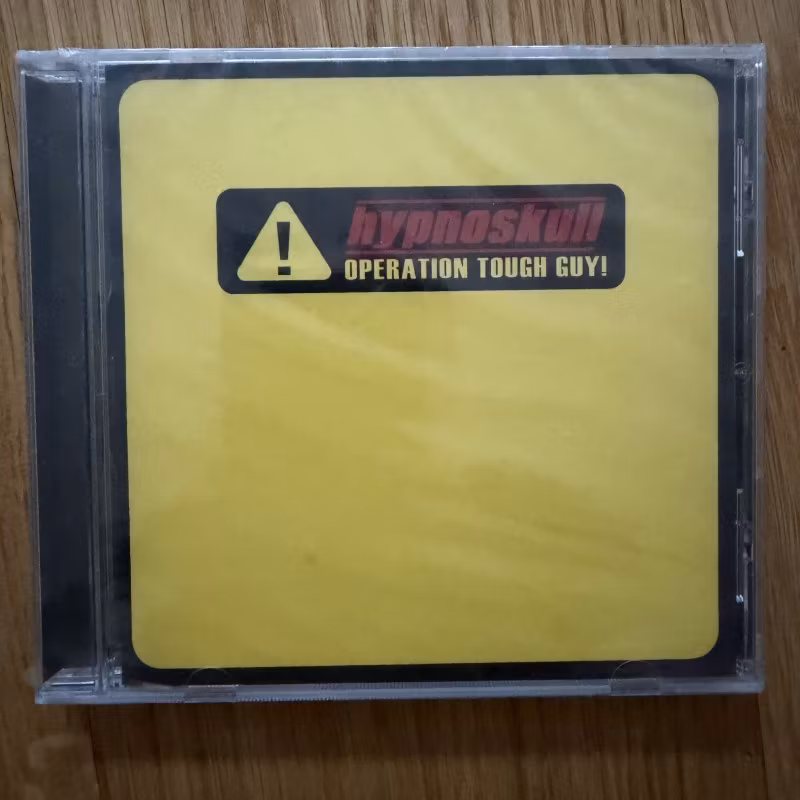 !
hypnoskull
OPERATION TOUGH GUY!